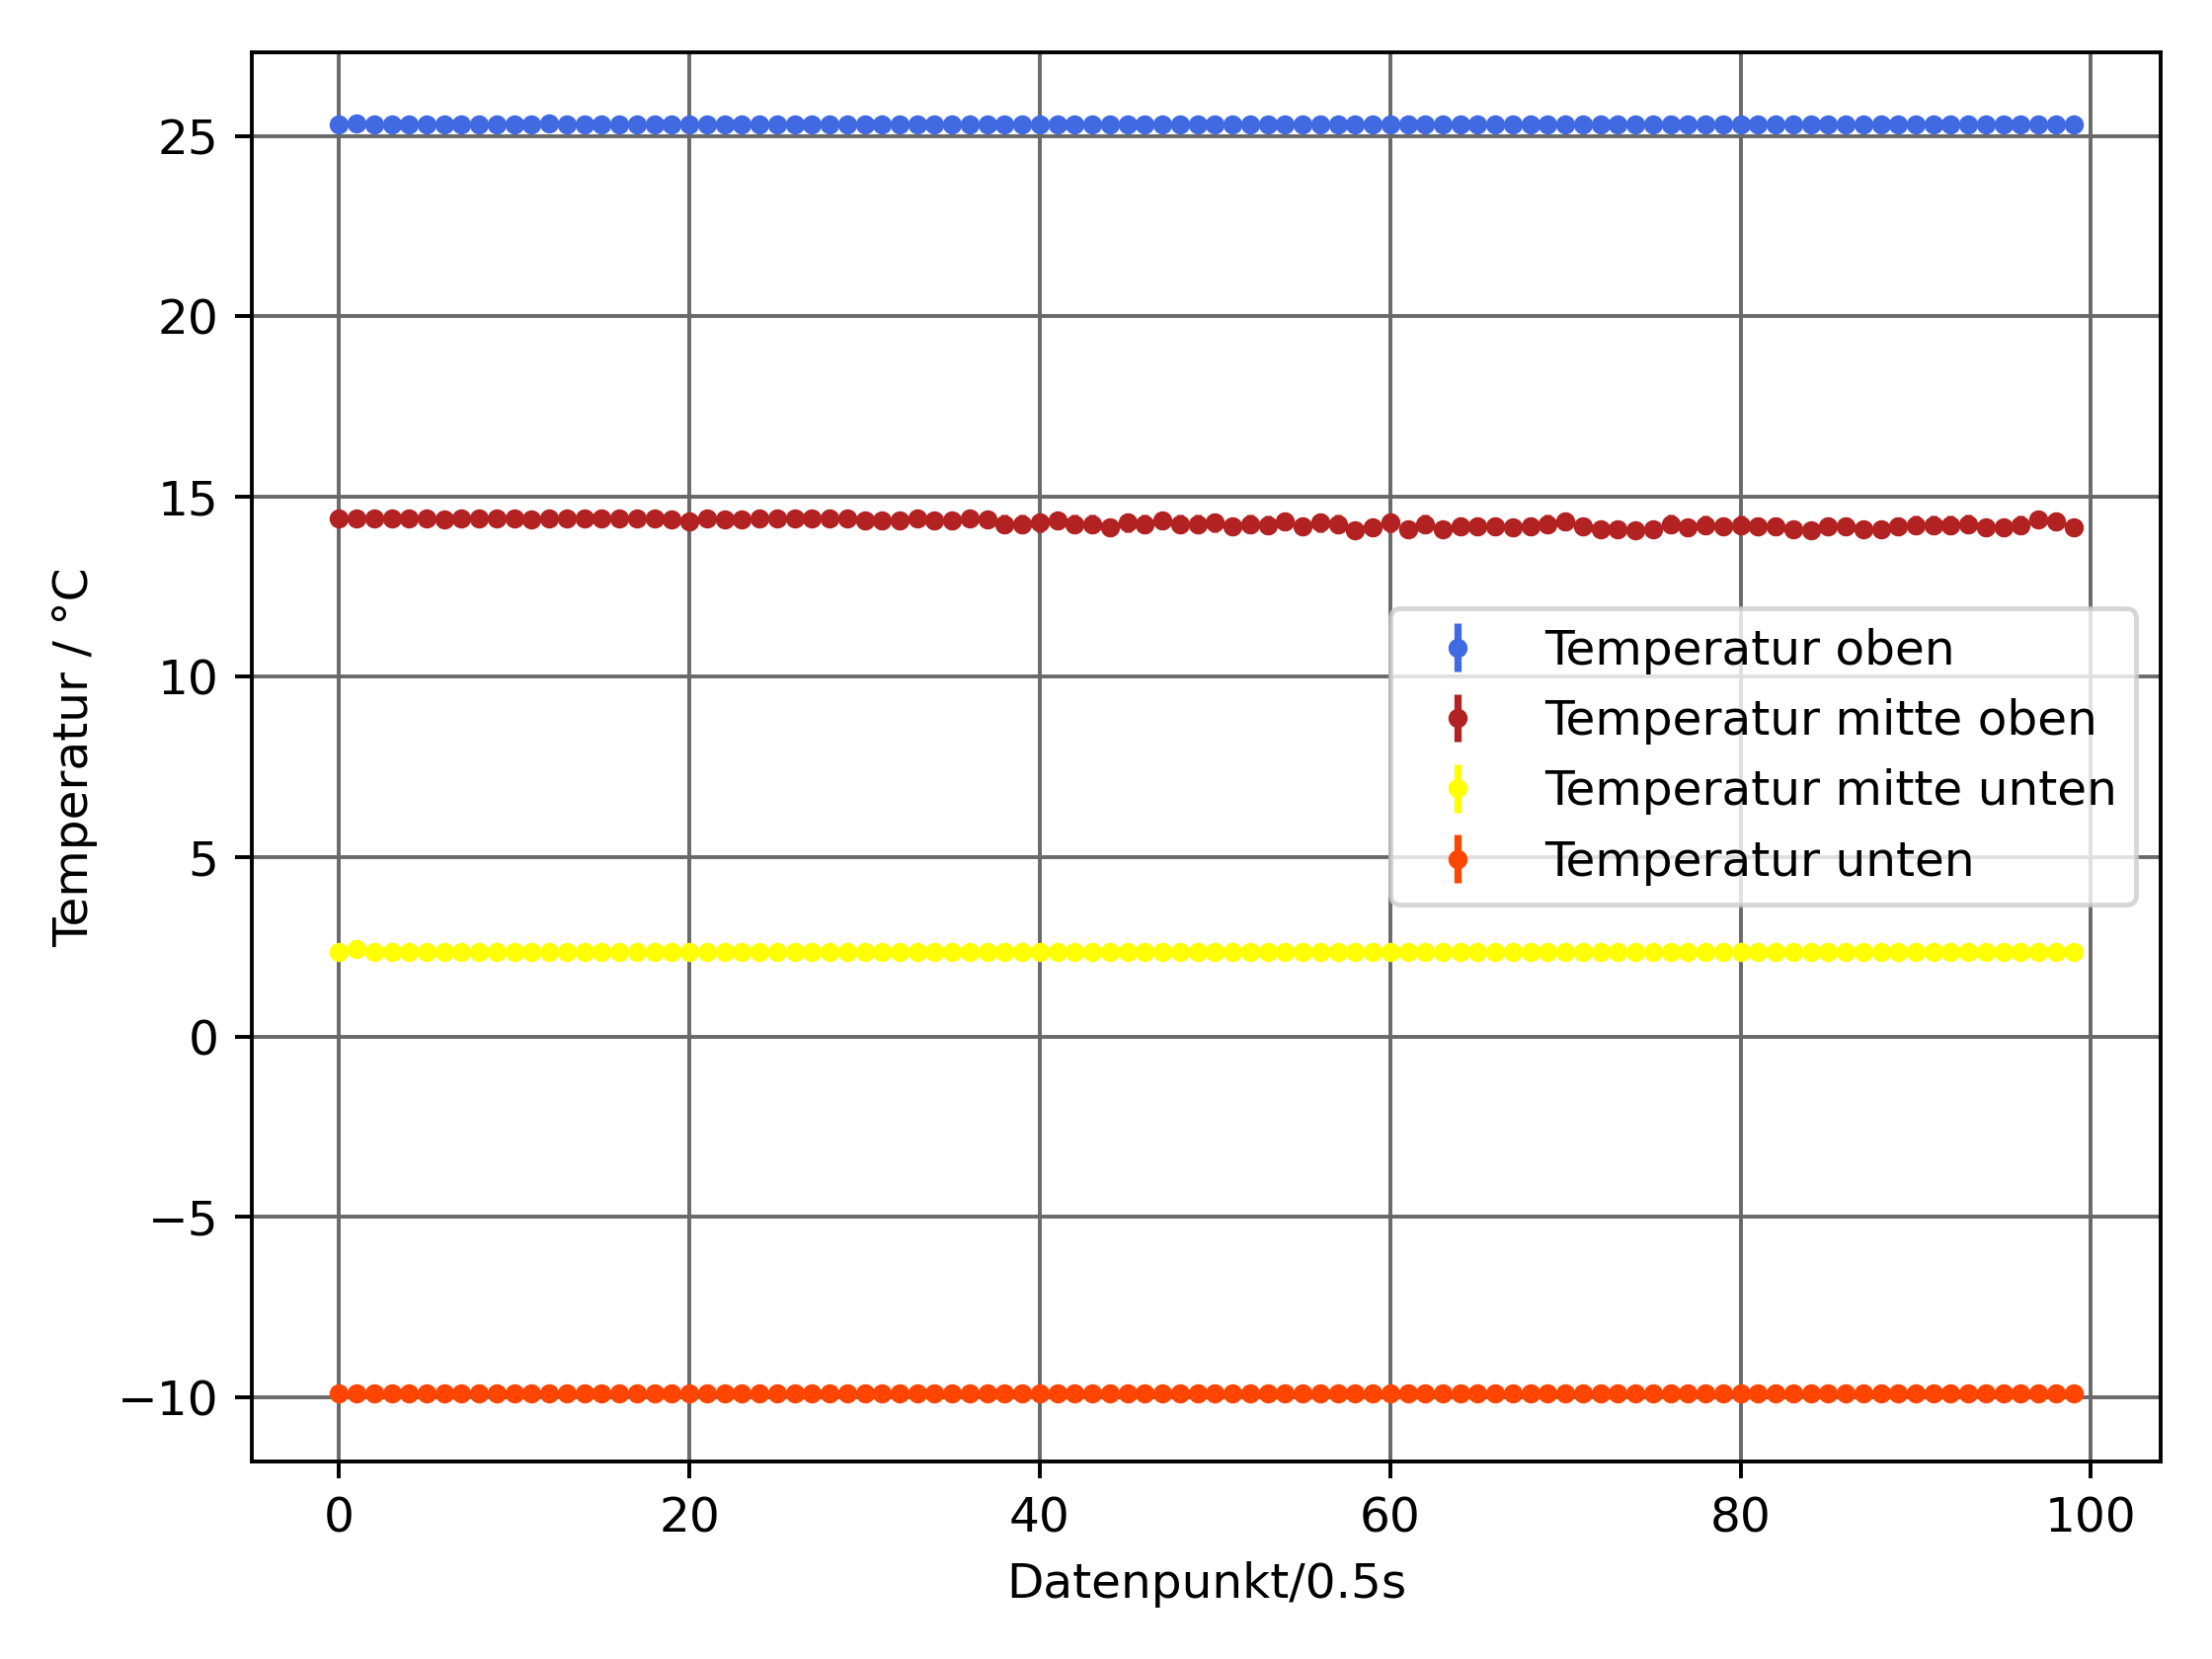 25
20
15
10
5
0
−5
−10
Temperatur / °C
Temperatur oben
Temperatur mitte oben
Temperatur mitte unten
Temperatur unten
0 20 40 60 80 100
Datenpunkt/0.5s